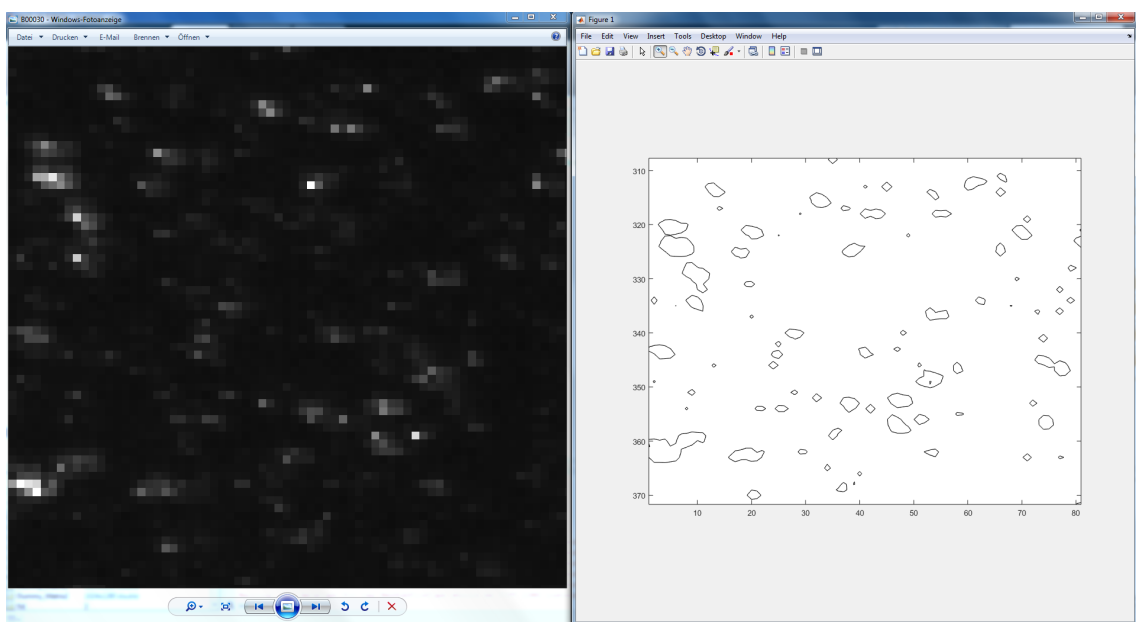 B00030 - Windows-Fotoanzeige
Datei Drucken E-Mail Brennen Öffnen
Figure 1
File Edit View Insert Tools Desktop Window Help
310
320
330
340
350
360
370
10 20 30 40 50 60 70 80